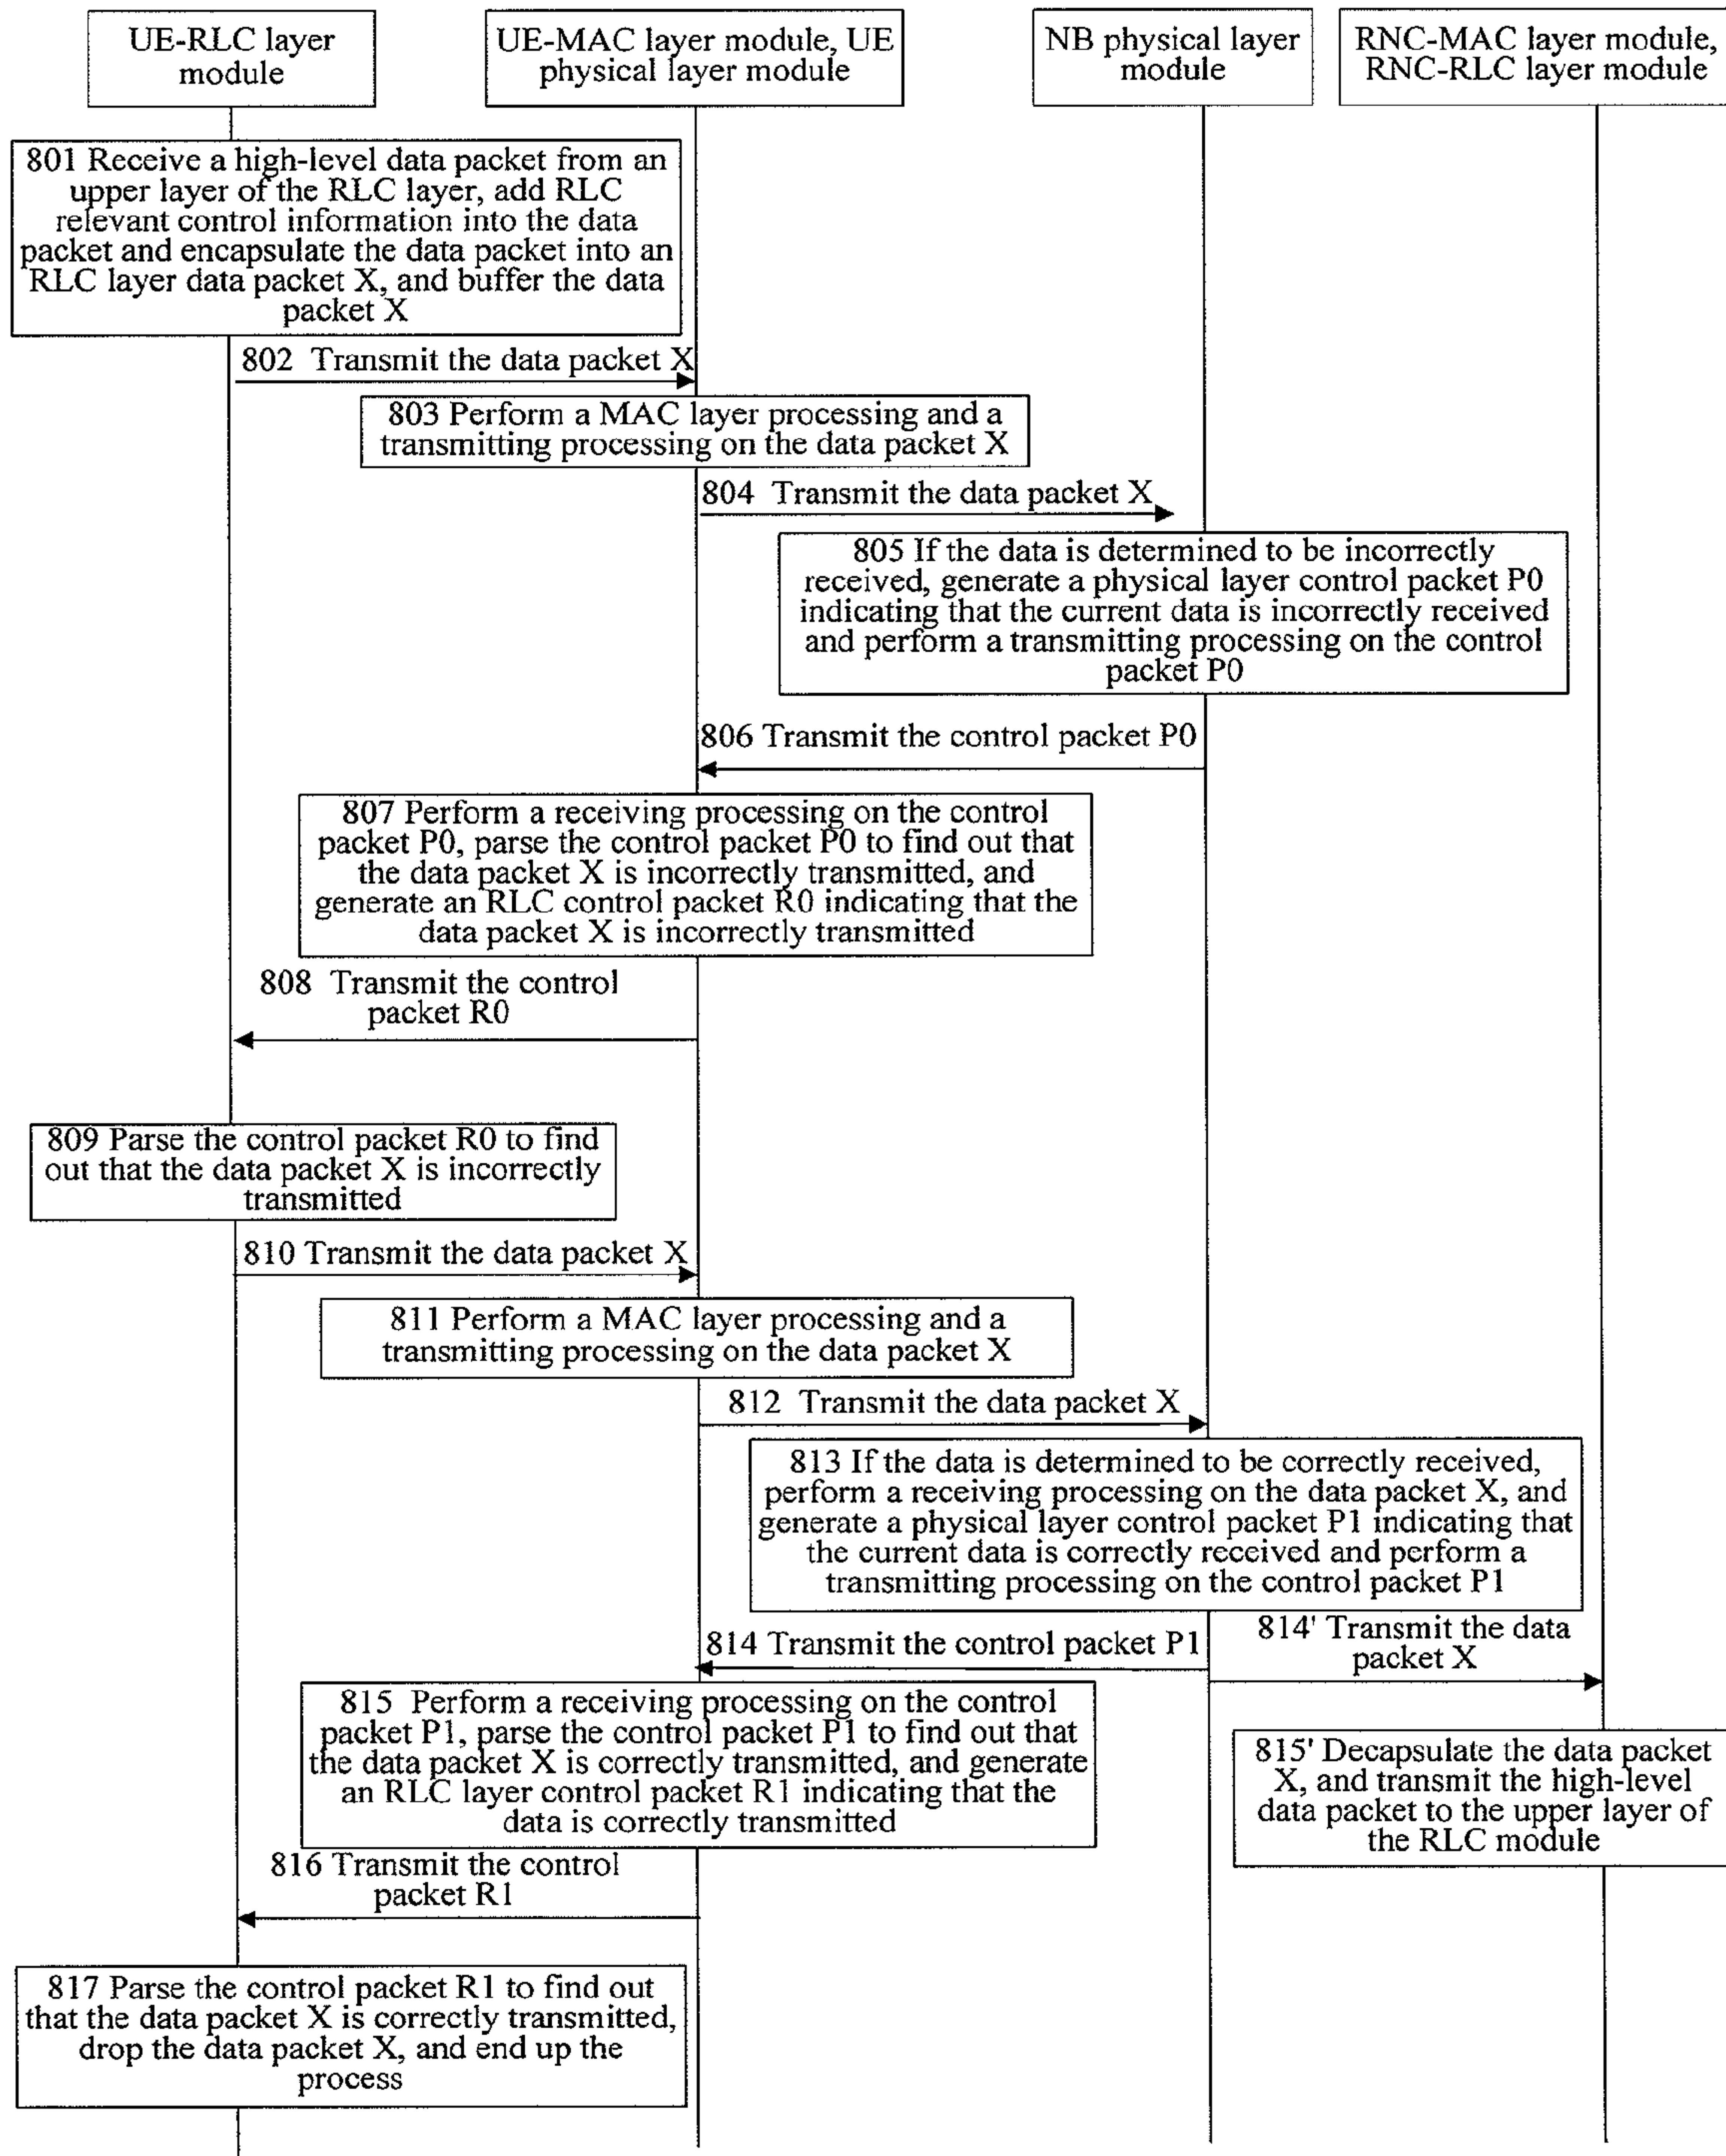 UE-RLC layer
module
UE-MAC layer module, UE
physical layer module
NB physical layer
module
RNC-MAC layer module,
RNC-RLC layer module
801 Receive a high-level data packet from an
upper layer of the RLC layer, add RLC
relevant control information into the data
packet and encapsulate the data packet into an
RLC layer data packet X, and buffer the data
packet X
802 Transmit the data packet X
803 Perform a MAC layer processing and a
transmitting processing on the data packet X
804 Transmit the data packet X
805 If the data is determined to be incorrectly
received, generate a physical layer control packet P0
indicating that the current data is incorrectly received
and perform a transmitting processing on the control
packet P0
806 Transmit the control packet P0
807 Perform a receiving processing on the control
packet P0, parse the control packet P0 to find out that
the data packet X is incorrectly transmitted, and
generate an RLC control packet R0 indicating that the
data packet X is incorrectly transmitted
808 Transmit the control
packet R0
809 Parse the control packet R0 to find
out that the data packet X is incorrectly
transmitted
810 Transmit the data packet X
811 Perform a MAC layer processing and a
transmitting processing on the data packet X
812 Transmit the data packet X
813 If the data is determined to be correctly received,
perform a receiving processing on the data packet X, and
generate a physical layer control packet P1 indicating that
the current data is correctly received and perform a
transmitting processing on the control packet P1
814 Transmit the control packet P1
814' Transmit the data
packet X
815 Perform a receiving processing on the control
packet P1, parse the control packet P1 to find out that
the data packet X is correctly transmitted, and generate
an RLC layer control packet R1 indicating that the
data is correctly transmitted
815' Decapsulate the data packet
X, and transmit the high-level
data packet to the upper layer of
the RLC module
816 Transmit the control
packet R1
817 Parse the control packet R1 to find out
that the data packet X is correctly transmitted,
drop the data packet X, and end up the
process